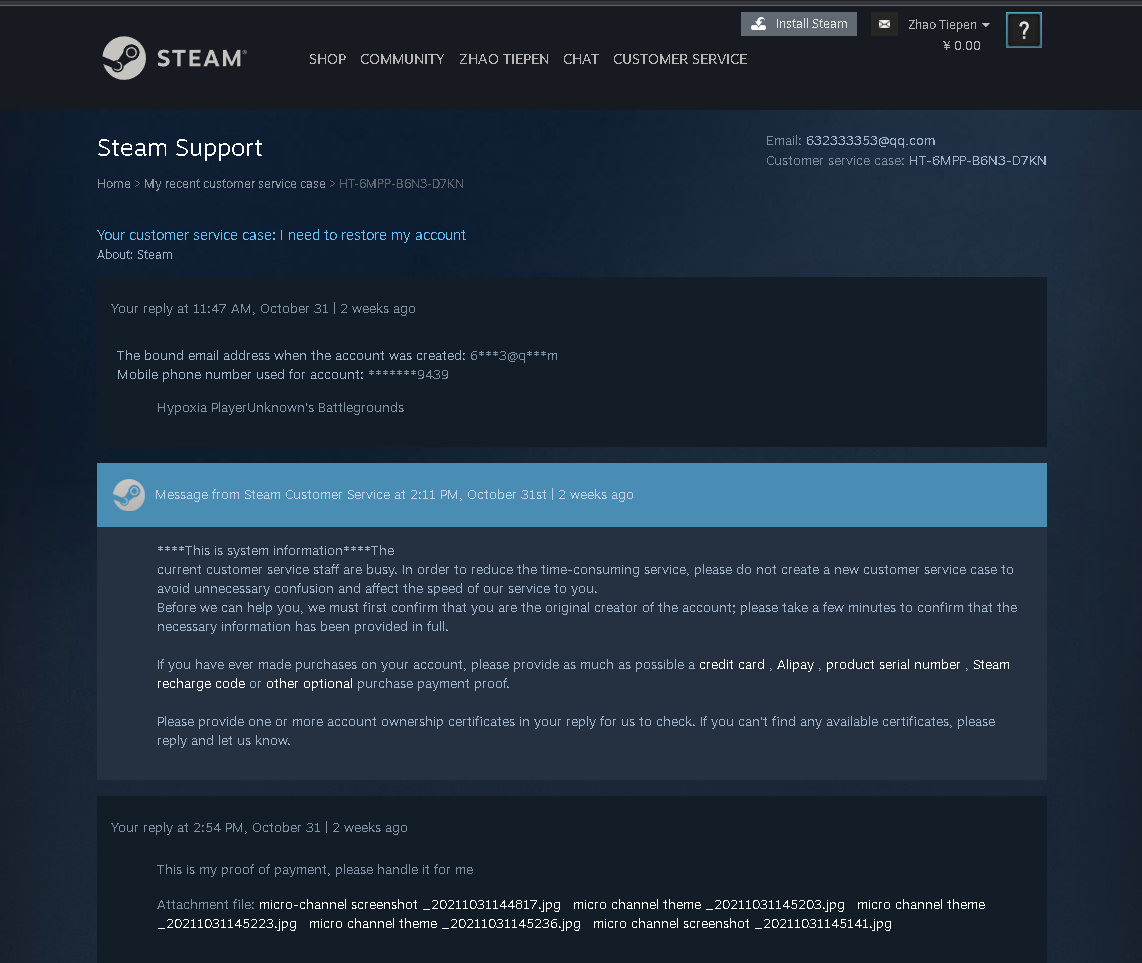 Install Steam
Zhao Tiepen
?
¥ 0.00
STEAM®
SHOP COMMUNITY ZHAO TIEPEN CHAT CUSTOMER SERVICE
Steam Support
Email: 632333353@qq.com
Customer service case: HT-6MPP-B6N3-D7KN
Home > My recent customer service case > HT-6MPP-B6N3-D7KN
Your customer service case: I need to restore my account
About: Steam
Your reply at 11:47 AM, October 31 | 2 weeks ago
The bound email address when the account was created: 6***3@q***m
Mobile phone number used for account: *******9439
Hypoxia PlayerUnknown's Battlegrounds
Message from Steam Customer Service at 2:11 PM, October 31st | 2 weeks ago
****This is system information****The
current customer service staff are busy. In order to reduce the time-consuming service, please do not create a new customer service case to
avoid unnecessary confusion and affect the speed of our service to you.
Before we can help you, we must first confirm that you are the original creator of the account; please take a few minutes to confirm that the
necessary information has been provided in full.
If you have ever made purchases on your account, please provide as much as possible a credit card , Alipay , product serial number , Steam
recharge code or other optional purchase payment proof.
Please provide one or more account ownership certificates in your reply for us to check. If you can't find any available certificates, please
reply and let us know.
Your reply at 2:54 PM, October 31 | 2 weeks ago
This is my proof of payment, please handle it for me
Attachment file: micro-channel screenshot _20211031144817.jpg micro channel theme _20211031145203.jpg micro channel theme
_20211031145223.jpg micro channel theme _20211031145236.jpg micro channel screenshot _20211031145141.jpg